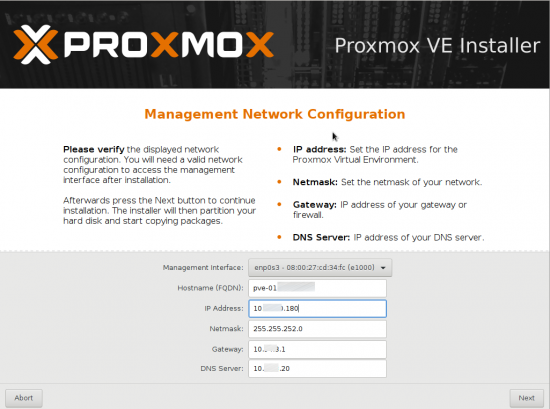 PROXMOX
Proxmox VE Installer
Management Network Configuration
Please verify the displayed network
configuration. You will need a valid network
configuration to access the management
interface after installation.
Afterwards press the Next button to continue
installation. The installer will then partition your
hard disk and start copying packages.
• IP address: Set the IP address for the
Proxmox Virtual Environment.
• Netmask: Set the netmask of your network.
• Gateway: IP address of your gateway or
firewall.
• DNS Server: IP address of your DNS server.
Management Interface: enp0s3 - 08:00:27:cd:34:fc (e1000)
Hostname (FQDN): pve-01
IP Address: 10. .180
Netmask: 255.255.252.0
Gateway: 10. 3.1
DNS Server: 10. .20
Abort
Next